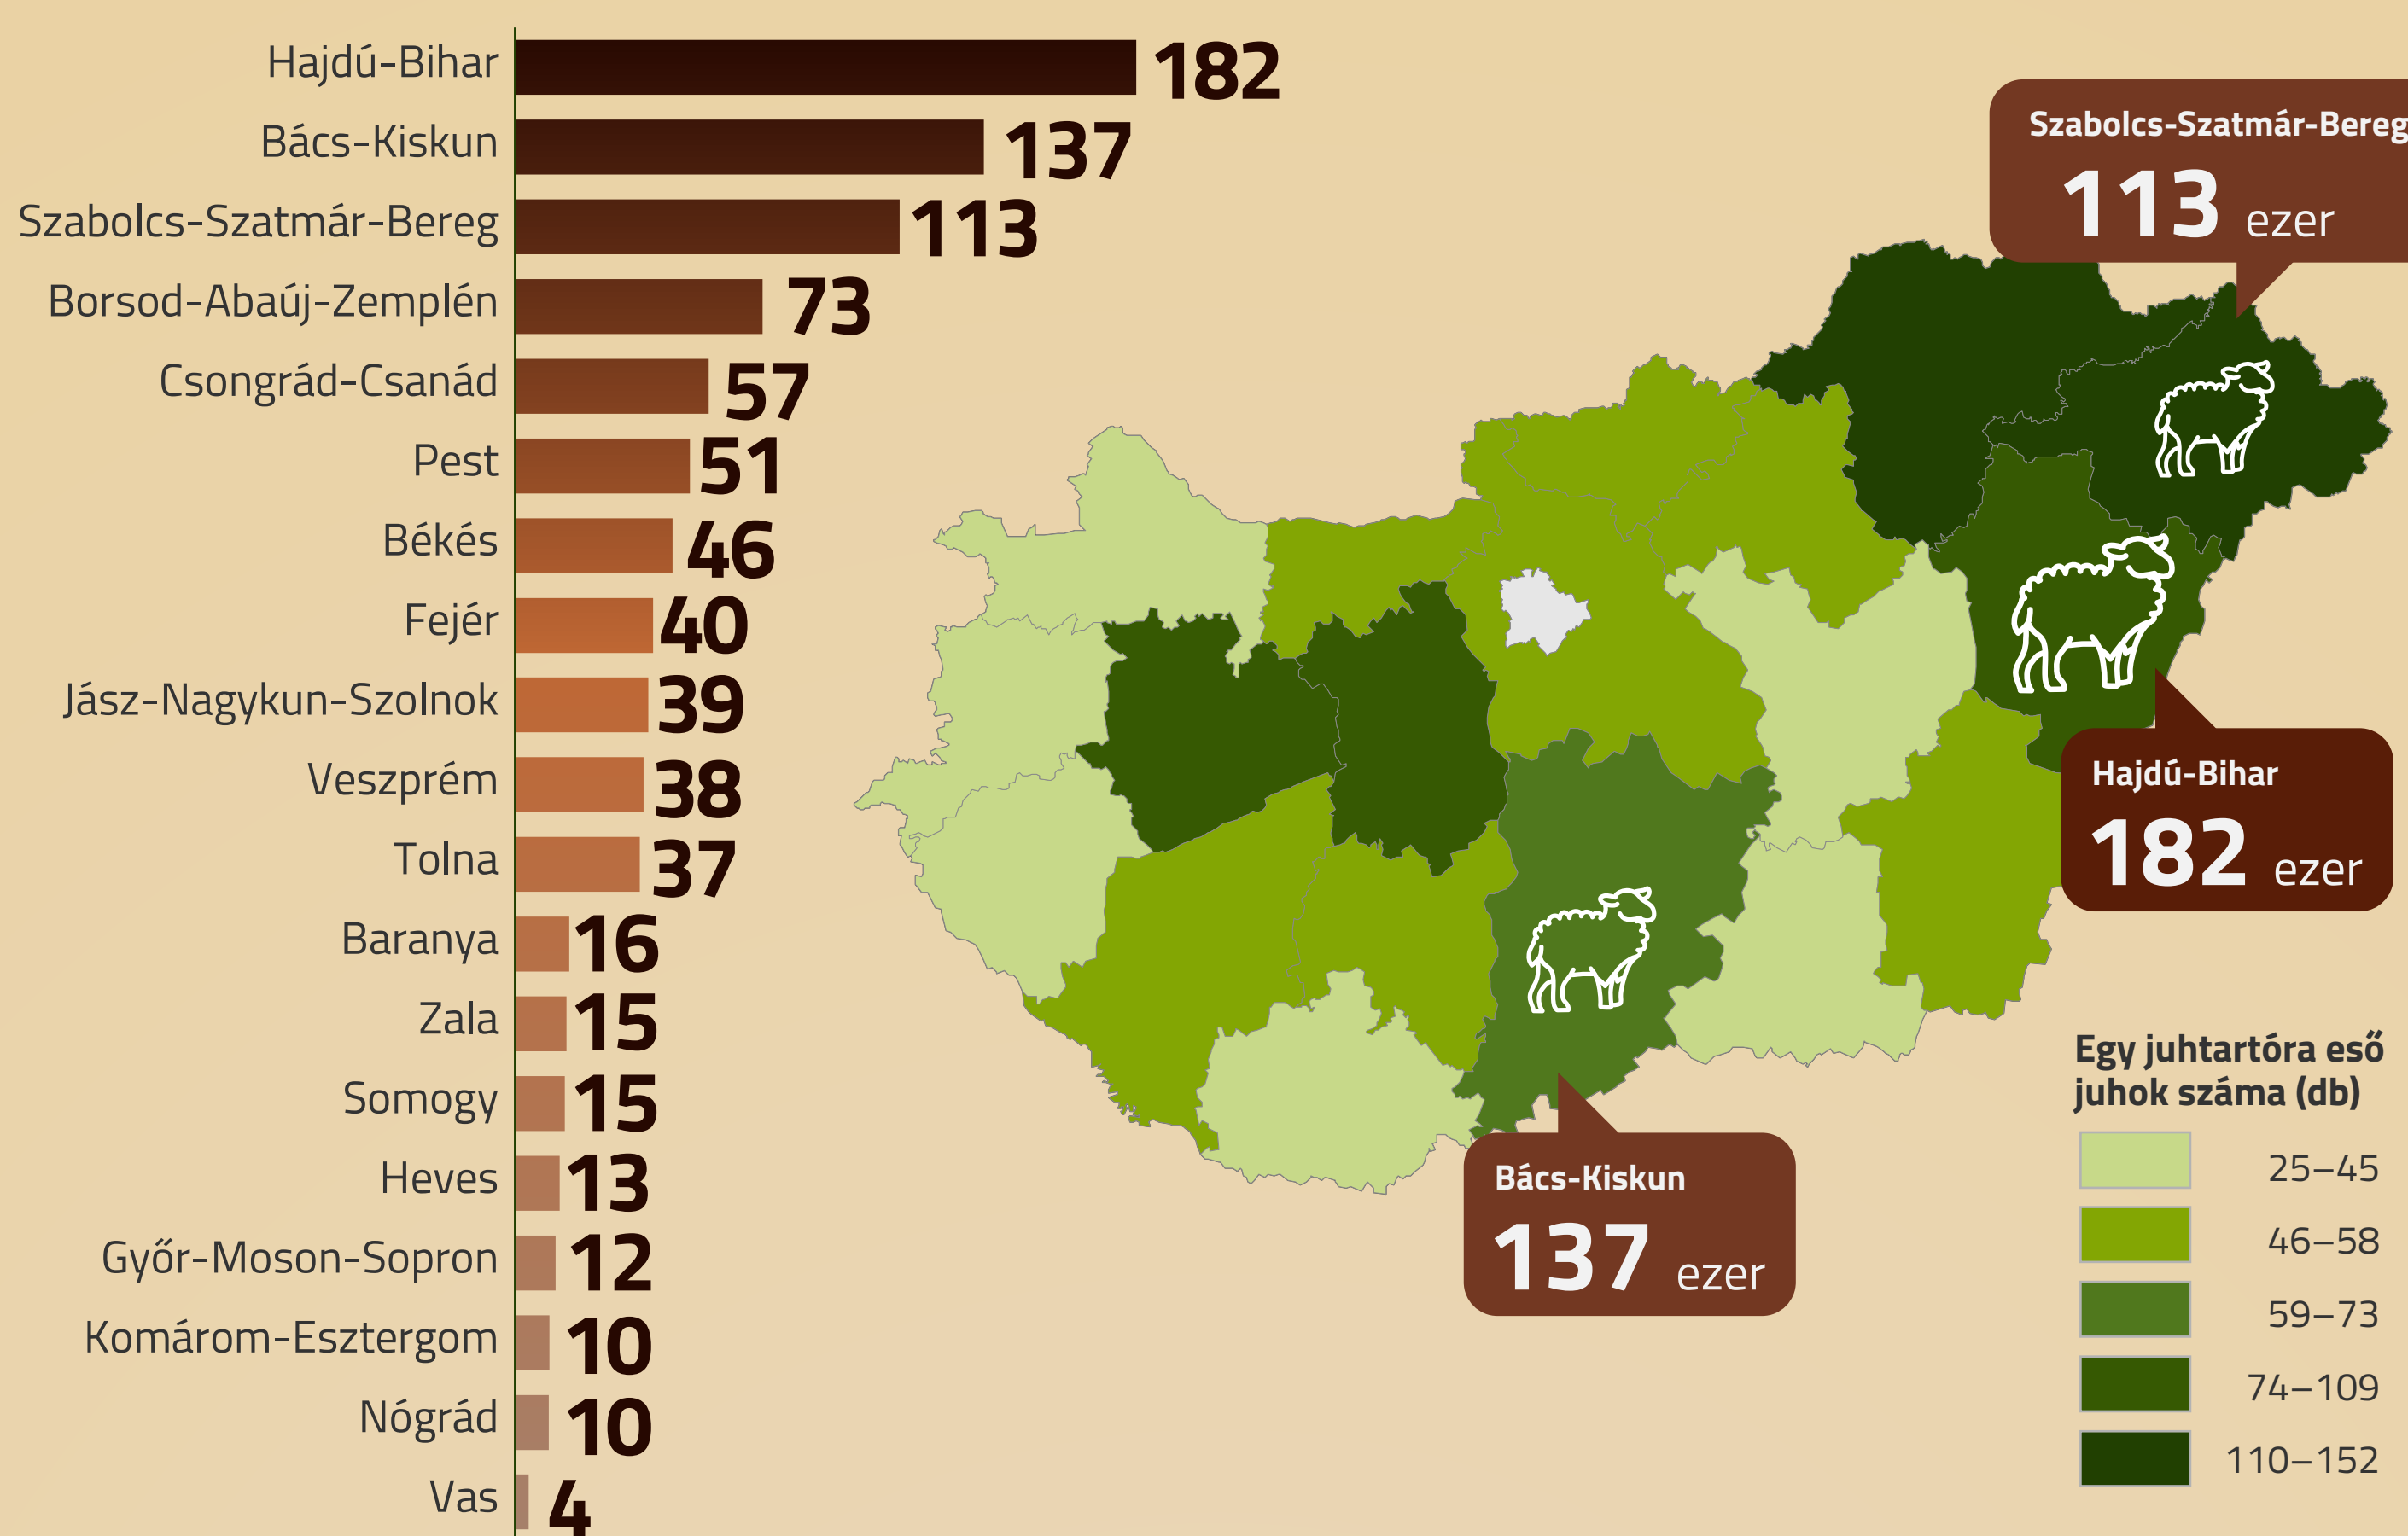 Hajdú-Bihar 182
Bács-Kiskun 137
Szabolcs-Szatmár-Bereg 113
Borsod-Abaúj-Zemplén 73
Csongrád-Csanád 57
Pest 51
Békés 46
Fejér 40
Jász-Nagykun-Szolnok 39
Veszprém 38
Tolna 37
Baranya 16
Zala 15
Somogy 15
Heves 13
Győr-Moson-Sopron 12
Komárom-Esztergom 10
Nógrád 10
Vas 4
Szabolcs-Szatmár-Bereg
113 ezer
Hajdú-Bihar
182 ezer
Bács-Kiskun
137 ezer
Egy juhtartóra eső
juhok száma (db)
25–45
46–58
59–73
74–109
110–152